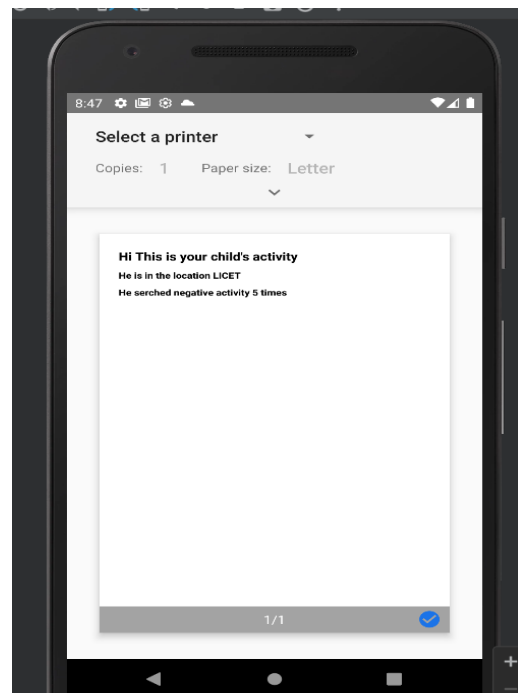 8:47
Select a printer
Copies: 1 Paper size: Letter
Hi This is your child's activity
He is in the location LICET
He serched negative activity 5 times
1/1